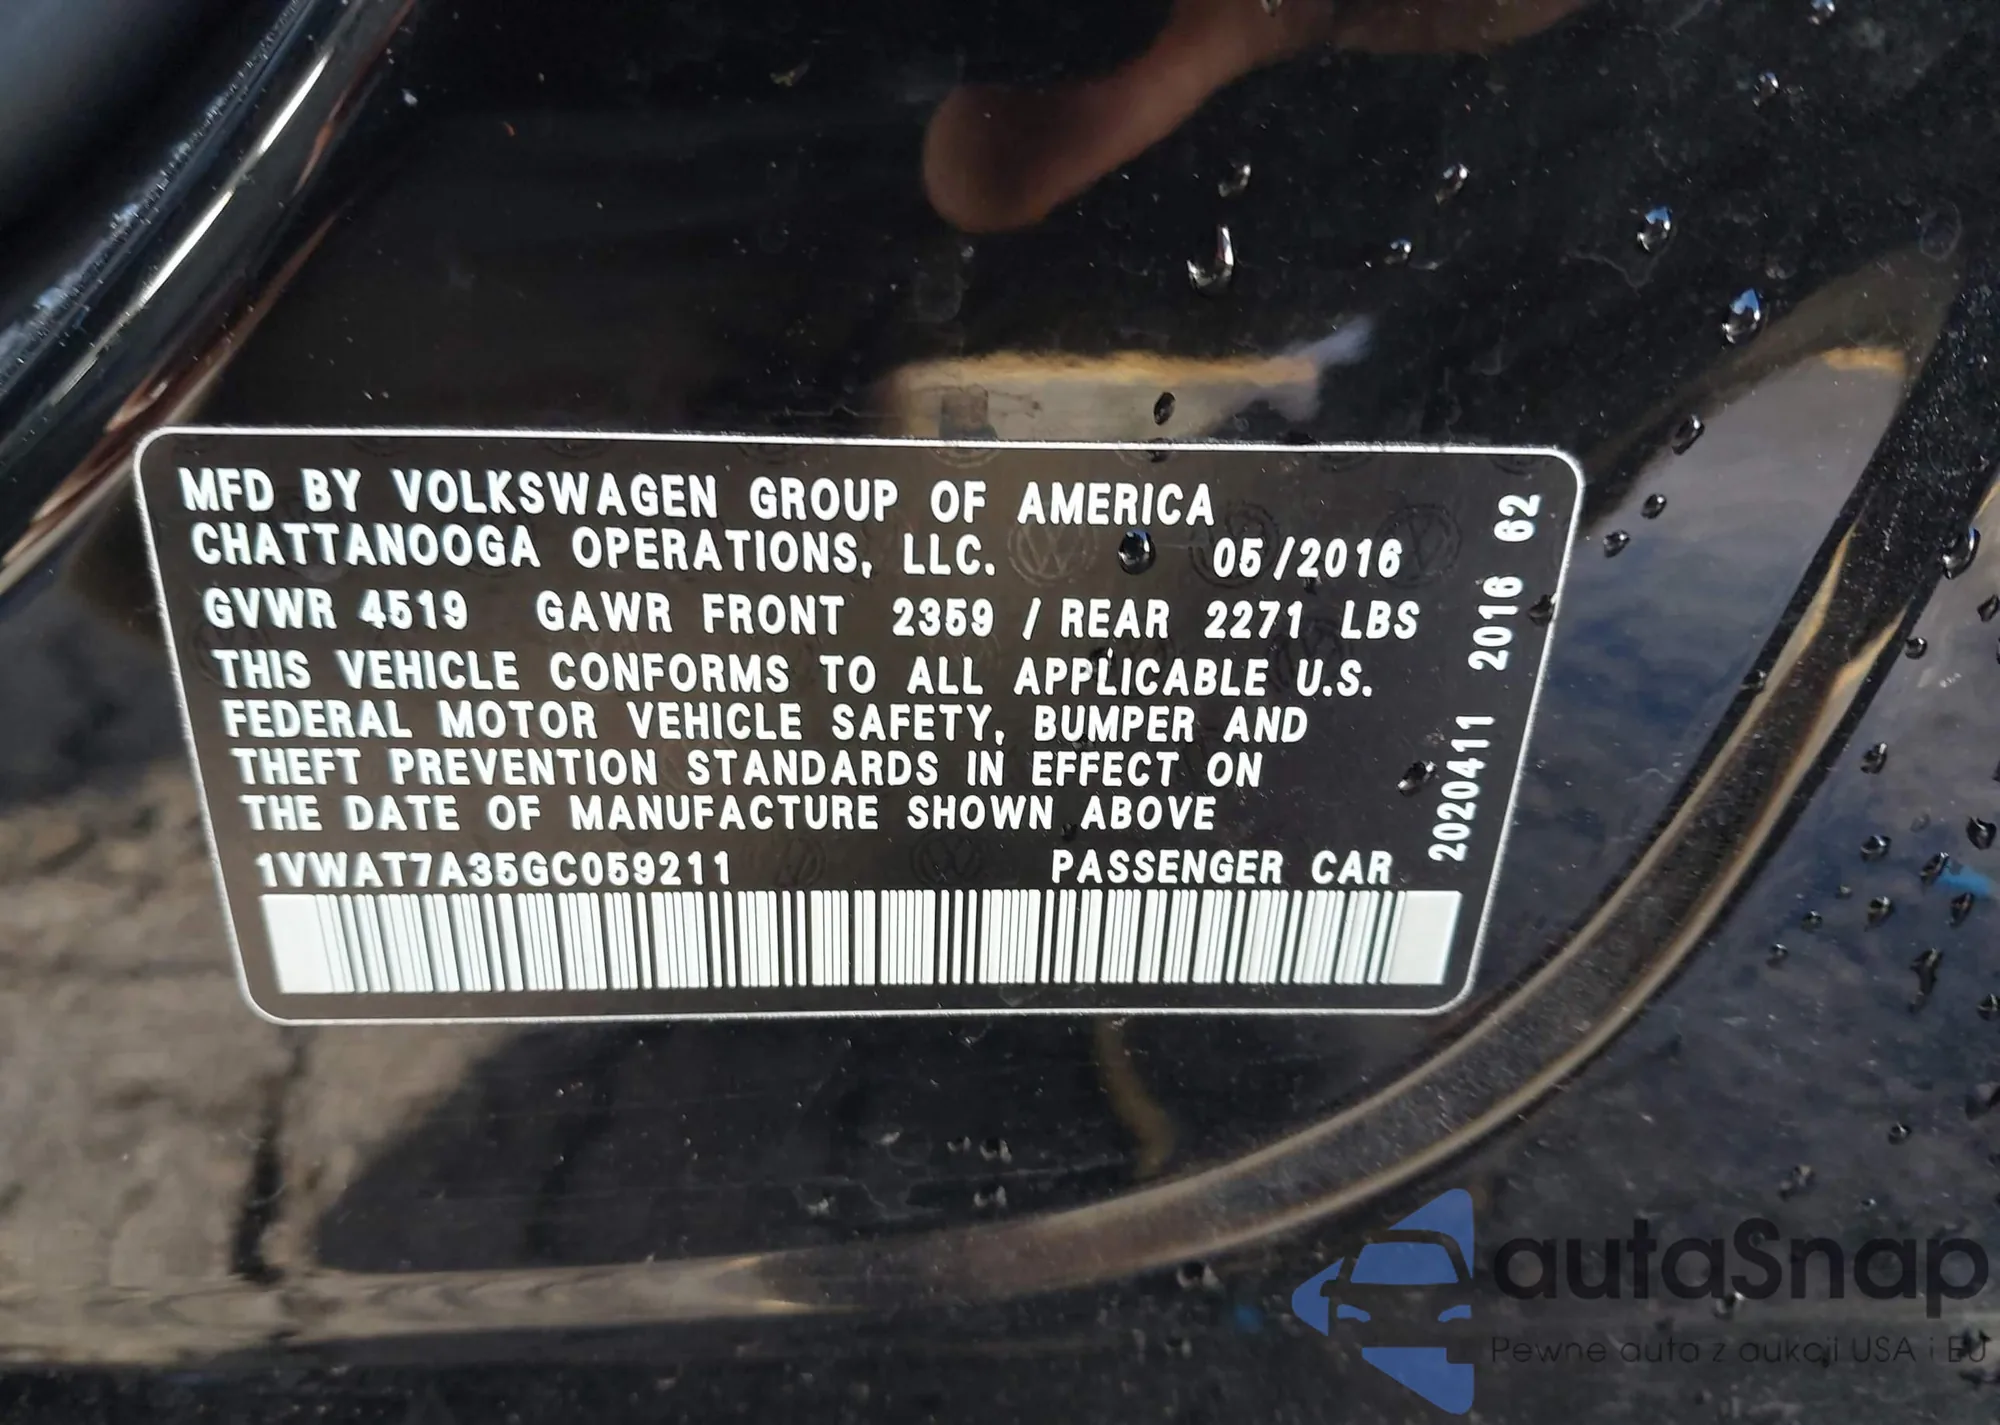 MFD BY VOLKSWAGEN GROUP OF AMERICA
CHATTANOOGA OPERATIONS, LLC. 05/2016
GVWR 4519 GAWR FRONT 2359 / REAR 2271 LBS
THIS VEHICLE CONFORMS TO ALL APPLICABLE U.S.
FEDERAL MOTOR VEHICLE SAFETY, BUMPER AND
THEFT PREVENTION STANDARDS IN EFFECT ON
THE DATE OF MANUFACTURE SHOWN ABOVE
1VWAT7A35GC059211 PASSENGER CAR
2020411 2016 62
autaSnap
Pewne auta z aukcji USA i EU